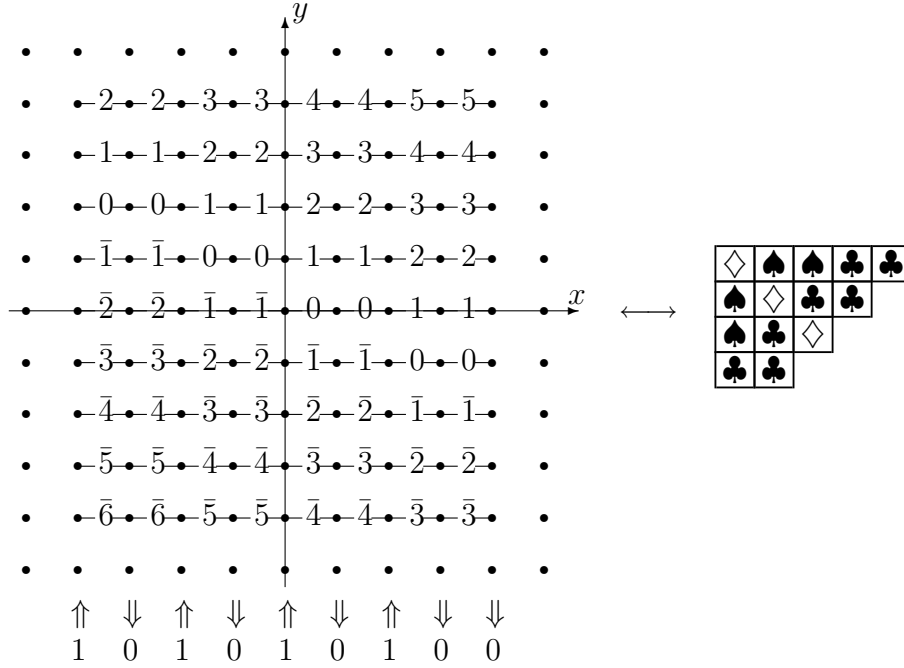 y
2 2 3 3 4 4 5 5
1 1 2 2 3 3 4 4
0 0 1 1 2 2 3 3
1̄ 1̄ 0 0 1 1 2 2
2̄ 2̄ 1̄ 1̄ 0 0 1 1 x ⟷
3̄ 3̄ 2̄ 2̄ 1̄ 1̄ 0 0
4̄ 4̄ 3̄ 3̄ 2̄ 2̄ 1̄ 1̄
5̄ 5̄ 4̄ 4̄ 3̄ 3̄ 2̄ 2̄
6̄ 6̄ 5̄ 5̄ 4̄ 4̄ 3̄ 3̄
⇑ ⇓ ⇑ ⇓ ⇑ ⇓ ⇑ ⇓ ⇓
1 0 1 0 1 0 1 0 0
♢ ♠ ♠ ♣ ♣
♠ ♢ ♣ ♣
♠ ♣ ♢
♣ ♣